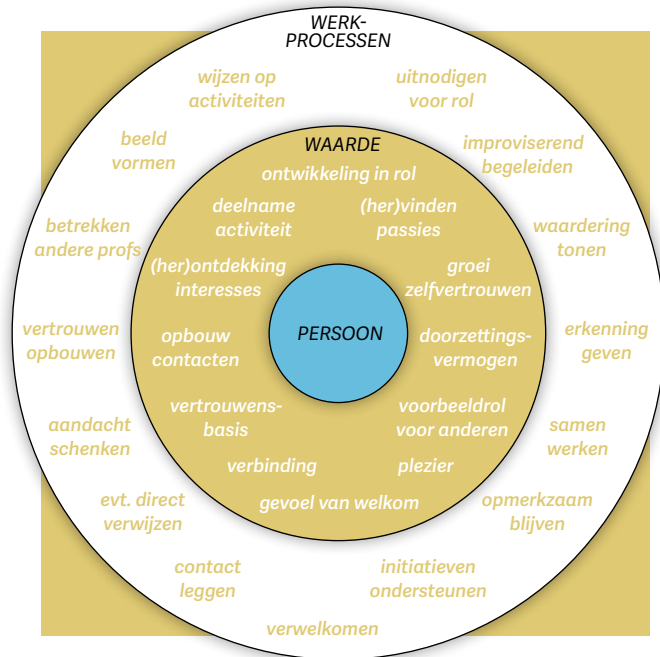 WERK-
PROCESSEN
wijzen op
activiteiten
uitnodigen
voor rol
beeld
vormen
WAARDE
improviserend
begeleiden
ontwikkeling in rol
deelname
activiteit
(her)vinden
passies
betrekken
andere profs
waardering
tonen
(her)ontdekking
interesses
groei
zelfvertrouwen
vertrouwen
opbouwen
opbouw
contacten
PERSOON
doorzettings-
vermogen
erkenning
geven
vertrouwens-
basis
voorbeeldrol
voor anderen
aandacht
schenken
samen
werken
verbinding
plezier
evt. direct
verwijzen
gevoel van welkom
opmerkzaam
blijven
contact
leggen
initiatieven
ondersteunen
verwelkomen